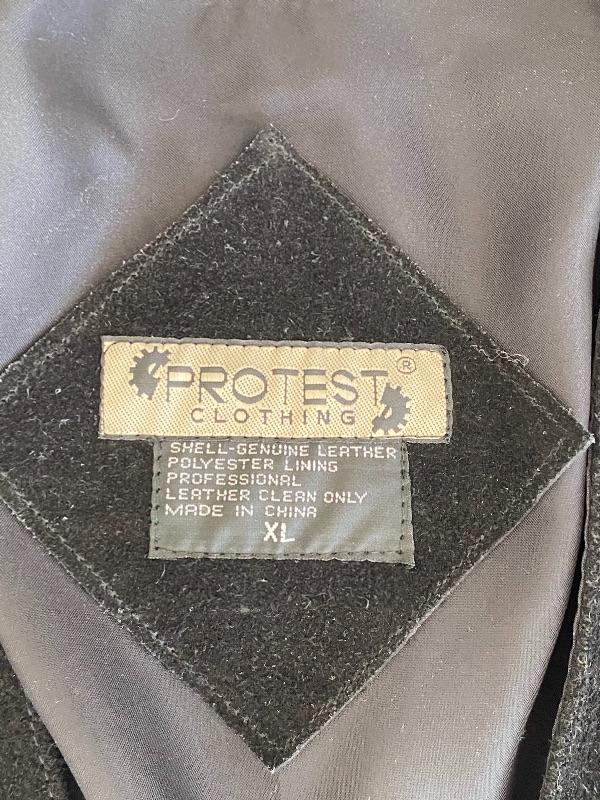 PROTEST®
CLOTHING
SHELL-GENUINE LEATHER
POLYESTER LINING
PROFESSIONAL
LEATHER CLEAN ONLY
MADE IN CHINA
XL